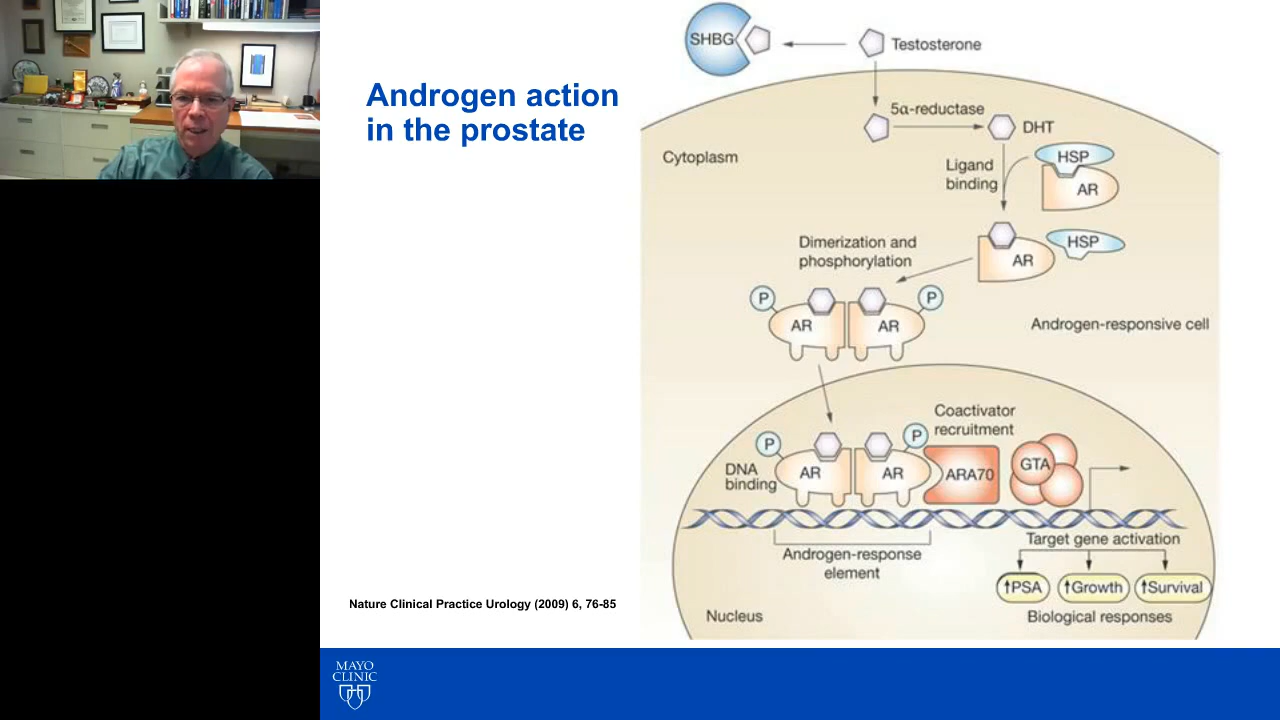 Androgen action
in the prostate
SHBG
Testosterone
5α-reductase
DHT
Cytoplasm
Ligand
binding
HSP
AR
AR
HSP
Dimerization and
phosphorylation
P
P
AR
AR
Androgen-responsive cell
Coactivator
recruitment
P
P
DNA
binding
AR
AR
ARA70
GTA
Target gene activation
Androgen-response
element
↑PSA
↑Growth
↑Survival
Nucleus
Biological responses
Nature Clinical Practice Urology (2009) 6, 76-85
MAYO
CLINIC